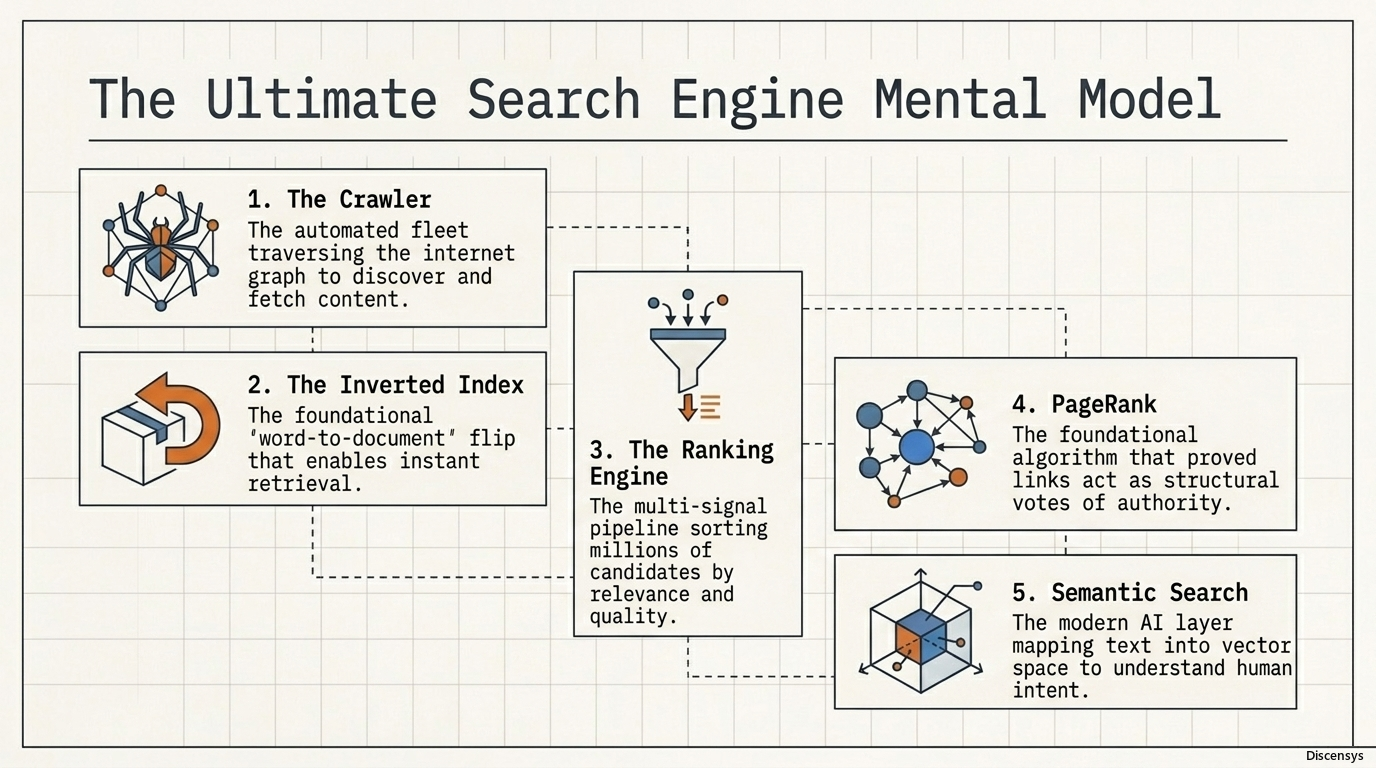 The Ultimate Search Engine Mental Model
1. The Crawler
The automated fleet
traversing the internet
graph to discover and
fetch content.
2. The Inverted Index
The foundational
"word-to-document" flip
that enables instant
retrieval.
3. The Ranking
Engine
The multi-signal
pipeline sorting
millions of
candidates by
relevance and
quality.
4. PageRank
The foundational
algorithm that proved
links act as structural
votes of authority.
5. Semantic Search
The modern AI layer
mapping text into vector
space to understand human
intent.
Discensys